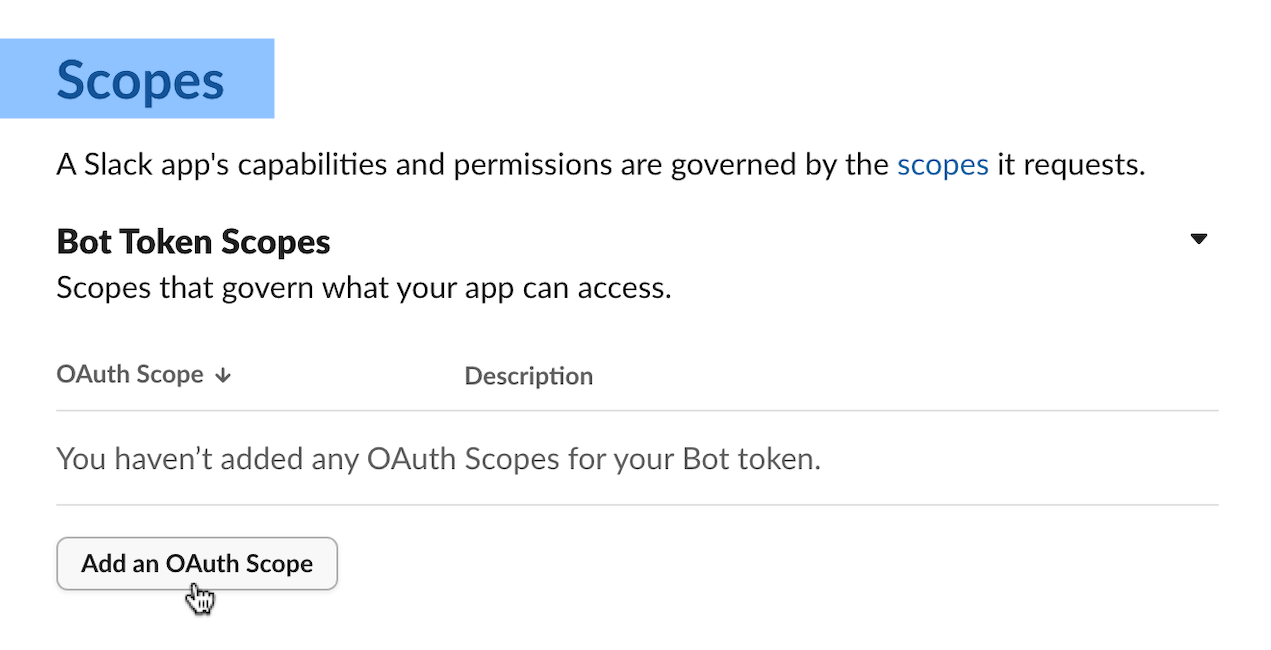 Scopes
A Slack app's capabilities and permissions are governed by the scopes it requests.
Bot Token Scopes
Scopes that govern what your app can access.
OAuth Scope ↓ Description
You haven’t added any OAuth Scopes for your Bot token.
Add an OAuth Scope